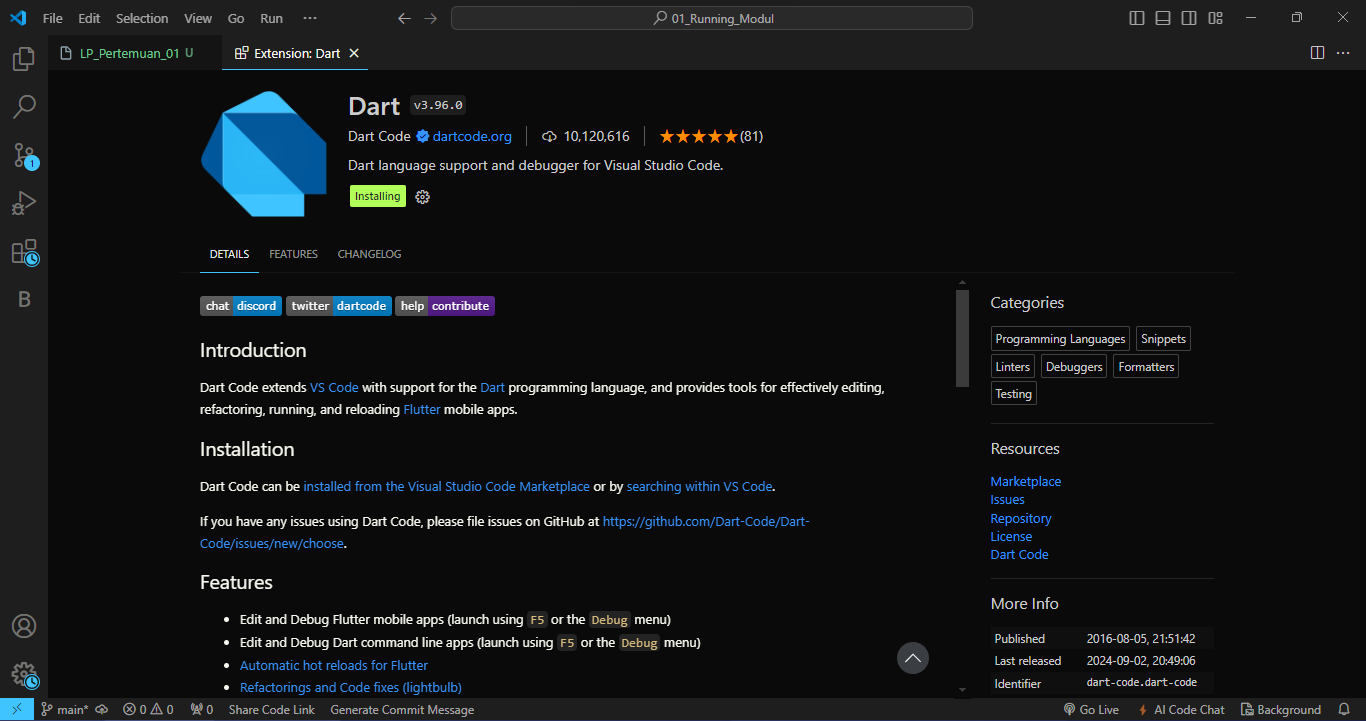 File Edit Selection View Go Run ···
01_Running_Modul
LP_Pertemuan_01 U
Extension: Dart
Dart v3.96.0
Dart Code dartcode.org 10,120,616 (81)
Dart language support and debugger for Visual Studio Code.
Installing
DETAILS FEATURES CHANGELOG
chat discord twitter dartcode help contribute
Introduction
Dart Code extends VS Code with support for the Dart programming language, and provides tools for effectively editing,
refactoring, running, and reloading Flutter mobile apps.
Installation
Dart Code can be installed from the Visual Studio Code Marketplace or by searching within VS Code.
If you have any issues using Dart Code, please file issues on GitHub at https://github.com/Dart-Code/Dart-
Code/issues/new/choose.
Features
• Edit and Debug Flutter mobile apps (launch using F5 or the Debug menu)
• Edit and Debug Dart command line apps (launch using F5 or the Debug menu)
• Automatic hot reloads for Flutter
• Refactorings and Code fixes (lightbulb)
Categories
Programming Languages Snippets
Linters Debuggers Formatters
Testing
Resources
Marketplace
Issues
Repository
License
Dart Code
More Info
Published 2016-08-05, 21:51:42
Last released 2024-09-02, 20:49:06
Identifier dart-code.dart-code
1
B
main* 0 0 0 Share Code Link Generate Commit Message
Go Live AI Code Chat Background